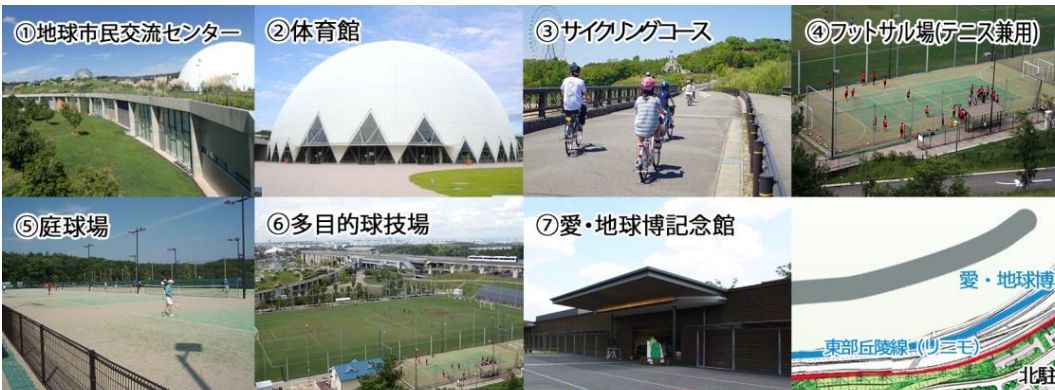 ①地球市民交流センター
②体育館
③サイクリングコース
④フットサル場(テニス兼用)
⑤庭球場
⑥多目的球技場
⑦愛・地球博記念館
愛・地球博
東部丘陵線（リニモ）
北駐